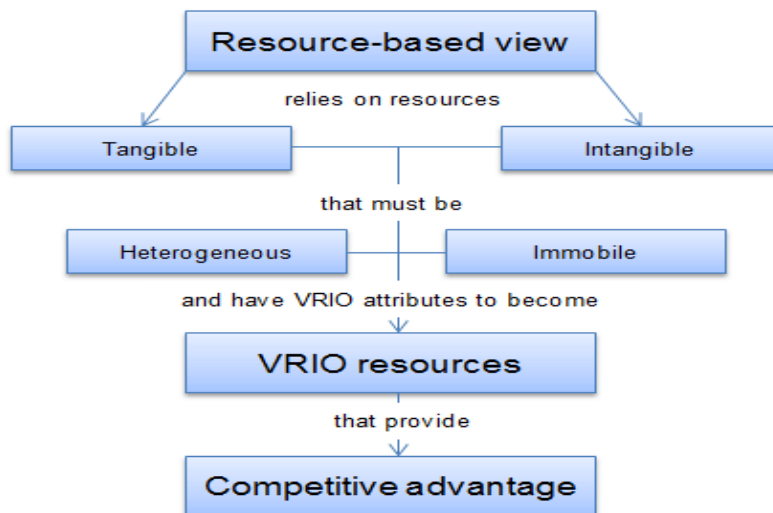 Resource-based view
relies on resources
Tangible
Intangible
that must be
Heterogeneous
Immobile
and have VRIO attributes to become
VRIO resources
that provide
Competitive advantage